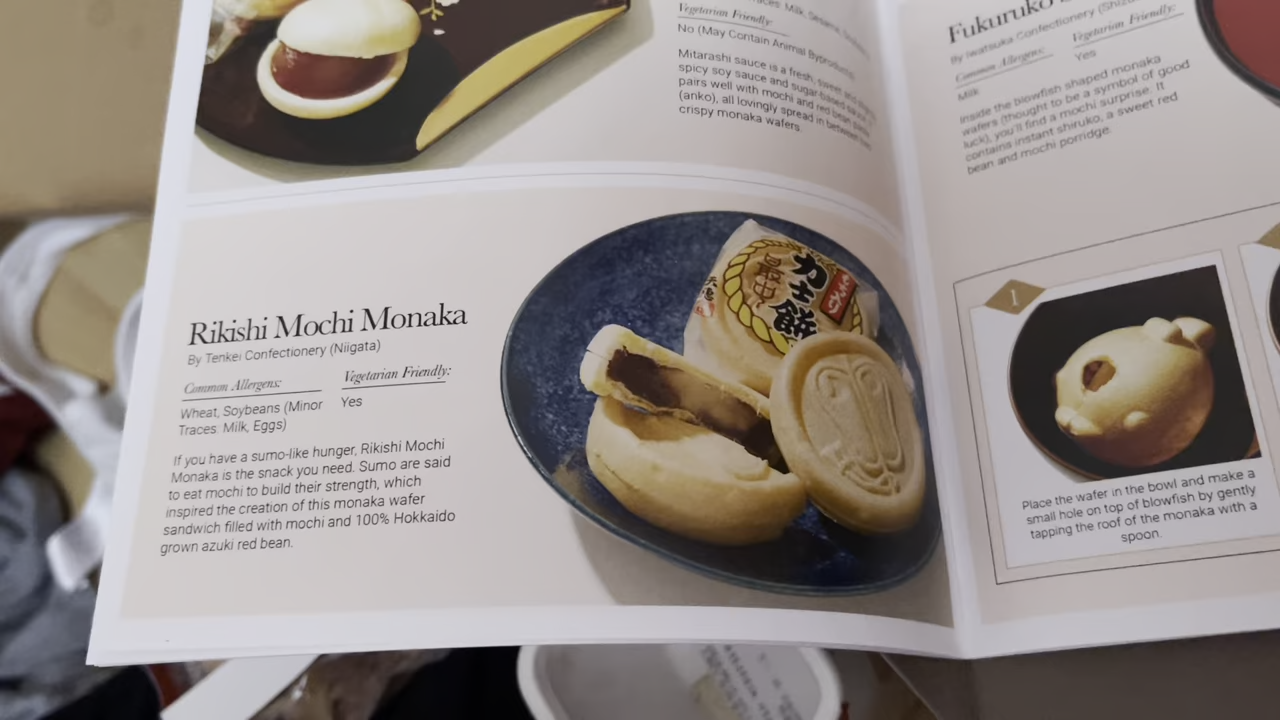 Traces: Milk, Sesame,
Vegetarian Friendly:
No (May Contain Animal Byproducts)
Mitarashi sauce is a fresh, sweet and
spicy soy sauce and sugar-based
pairs well with mochi and red bean paste
(anko), all lovingly spread in between two
crispy monaka wafers.
Rikishi Mochi Monaka
By Tenkei Confectionery (Niigata)
Common Allergens:
Vegetarian Friendly:
Wheat, Soybeans (Minor
Traces: Milk, Eggs)
Yes
If you have a sumo-like hunger, Rikishi Mochi
Monaka is the snack you need. Sumo are said
to eat mochi to build their strength, which
inspired the creation of this monaka wafer
sandwich filled with mochi and 100% Hokkaido
grown azuki red bean.
力士餅
最中
Fukuroko
By Iwatsuka Confectionery
Common Allergens:
Vegetarian Friendly:
Milk
Yes
Inside the blowfish shaped monaka
wafers (thought to be a symbol of good
luck), you'll find a mochi surprise. It
contains instant shiruko, a sweet red
bean and mochi porridge.
1
Place the wafer in the bowl and make a
small hole on top of blowfish by gently
tapping the roof of the monaka with a
spoon.